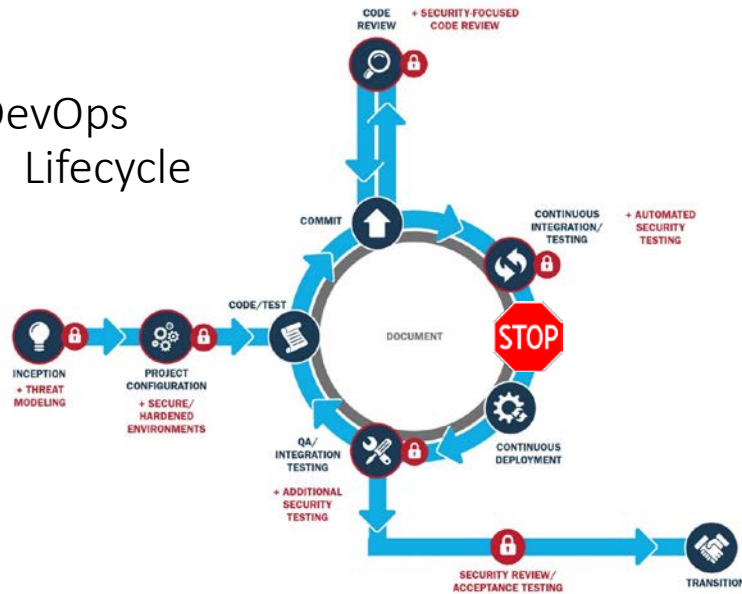 CODE
REVIEW
+ SECURITY-FOCUSED
CODE REVIEW
DevOps
Lifecycle
COMMIT
CONTINUOUS
INTEGRATION/
TESTING
+ AUTOMATED
SECURITY
TESTING
CODE/TEST
DOCUMENT
STOP
INCEPTION
+ THREAT
MODELING
PROJECT
CONFIGURATION
+ SECURE/
HARDENED
ENVIRONMENTS
QA/
INTEGRATION
TESTING
+ ADDITIONAL
SECURITY
TESTING
CONTINUOUS
DEPLOYMENT
SECURITY REVIEW/
ACCEPTANCE TESTING
TRANSITION